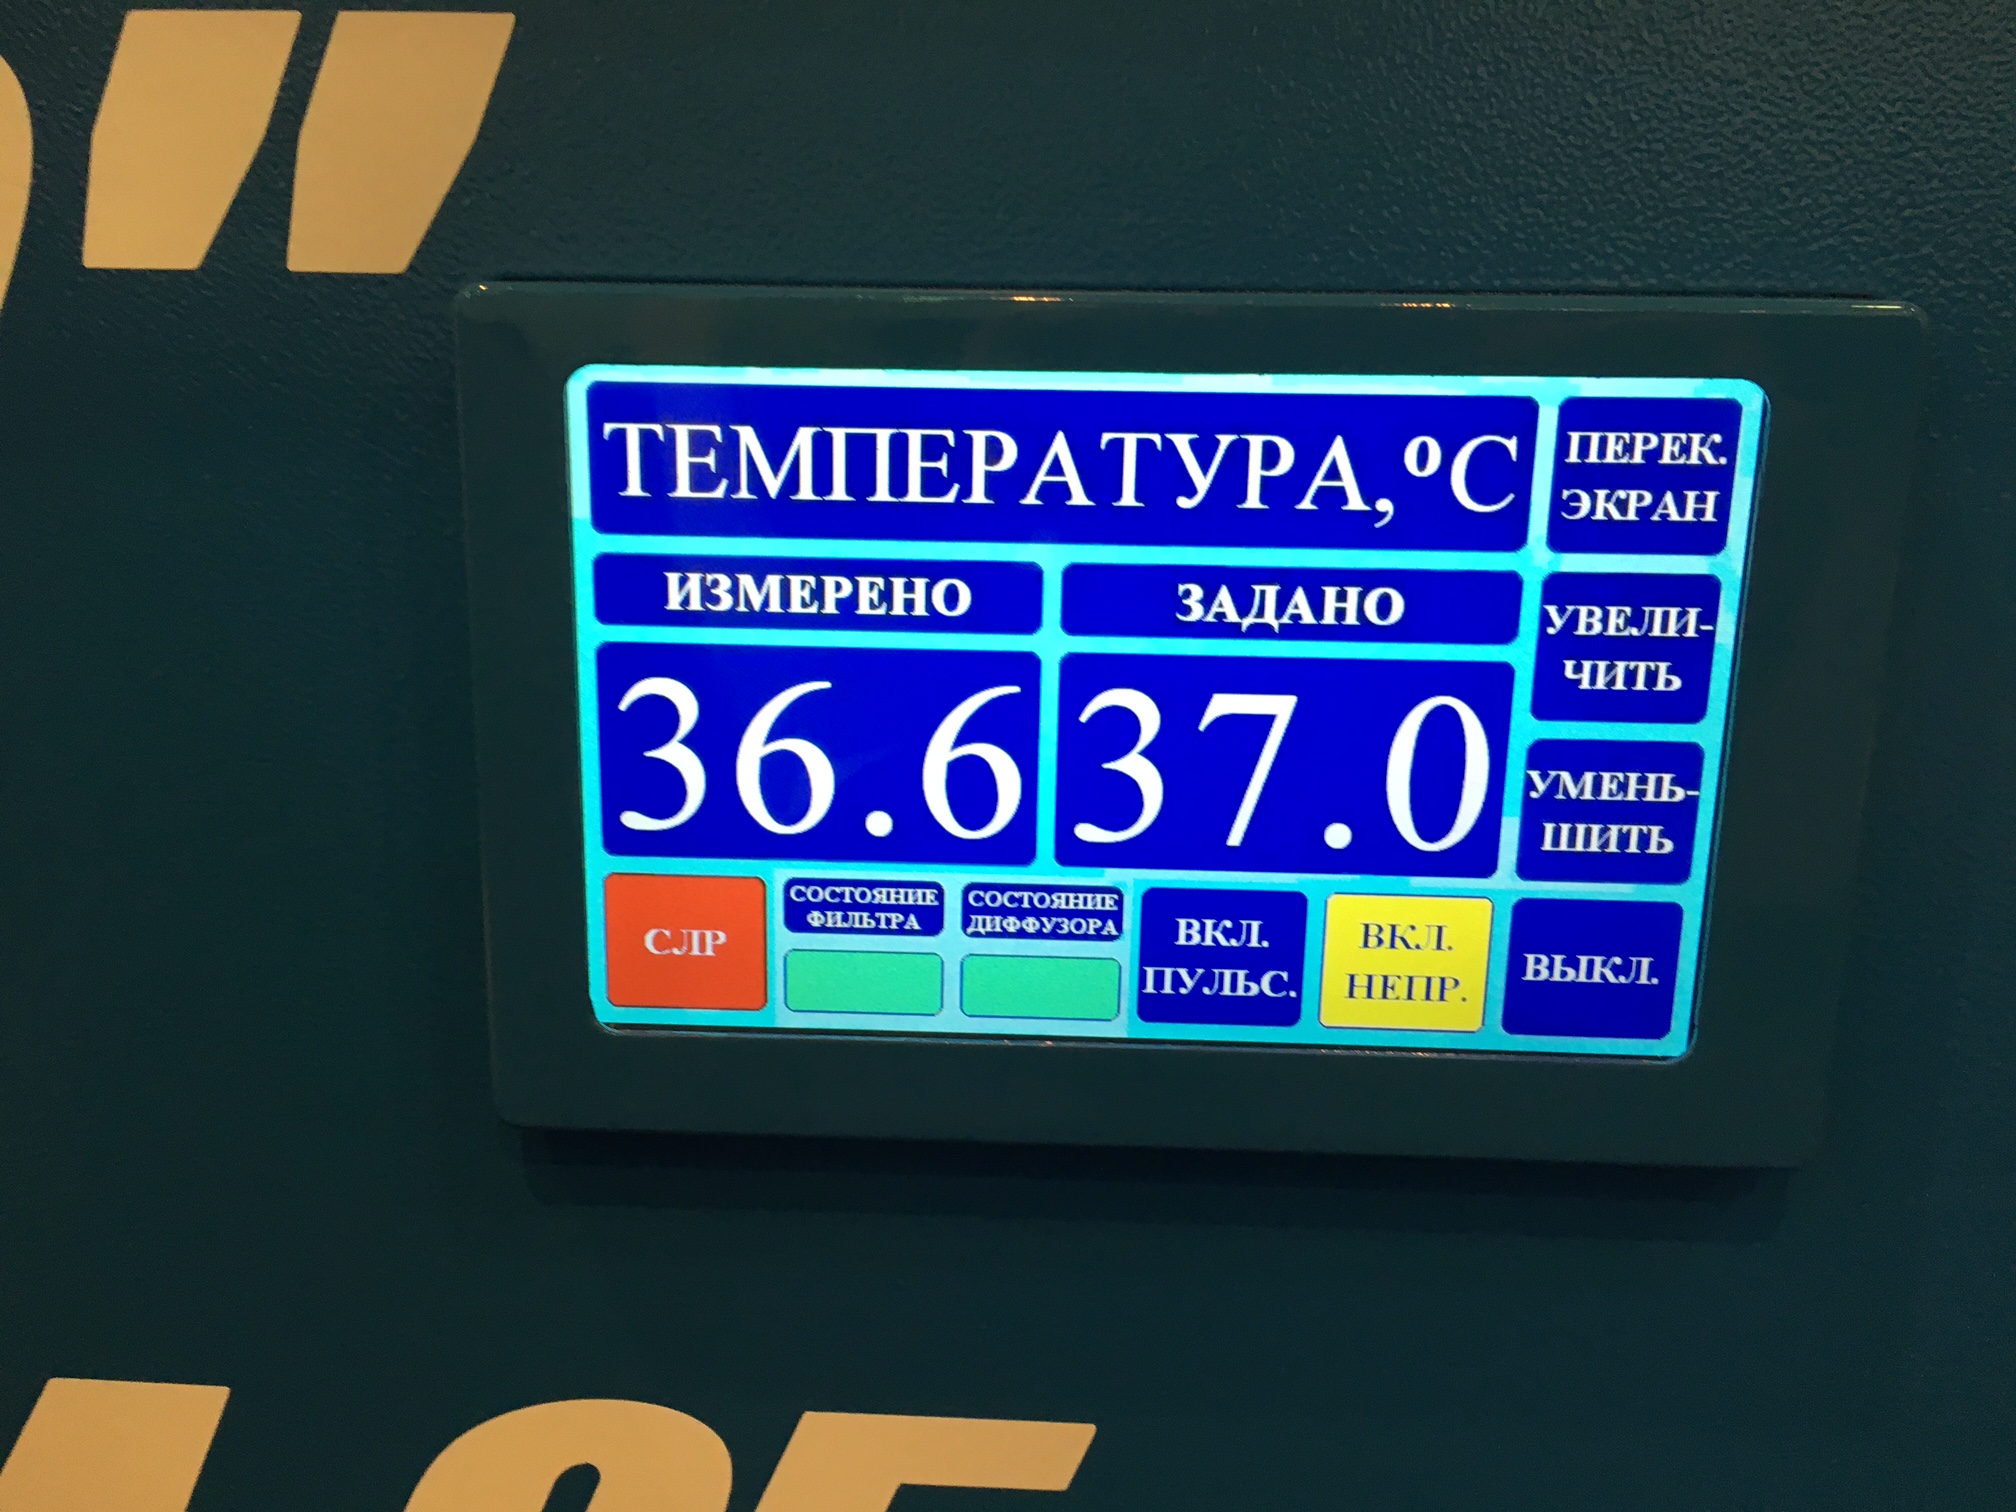 ТЕМПЕРАТУРА,ºС
ПЕРЕК.
ЭКРАН
ИЗМЕРЕНО
ЗАДАНО
УВЕЛИ-
ЧИТЬ
36.6
37.0
УМЕНЬ-
ШИТЬ
СЛР
СОСТОЯНИЕ
ФИЛЬТРА
СОСТОЯНИЕ
ДИФФУЗОРА
ВКЛ.
ПУЛЬС.
ВКЛ.
НЕПР.
ВЫКЛ.